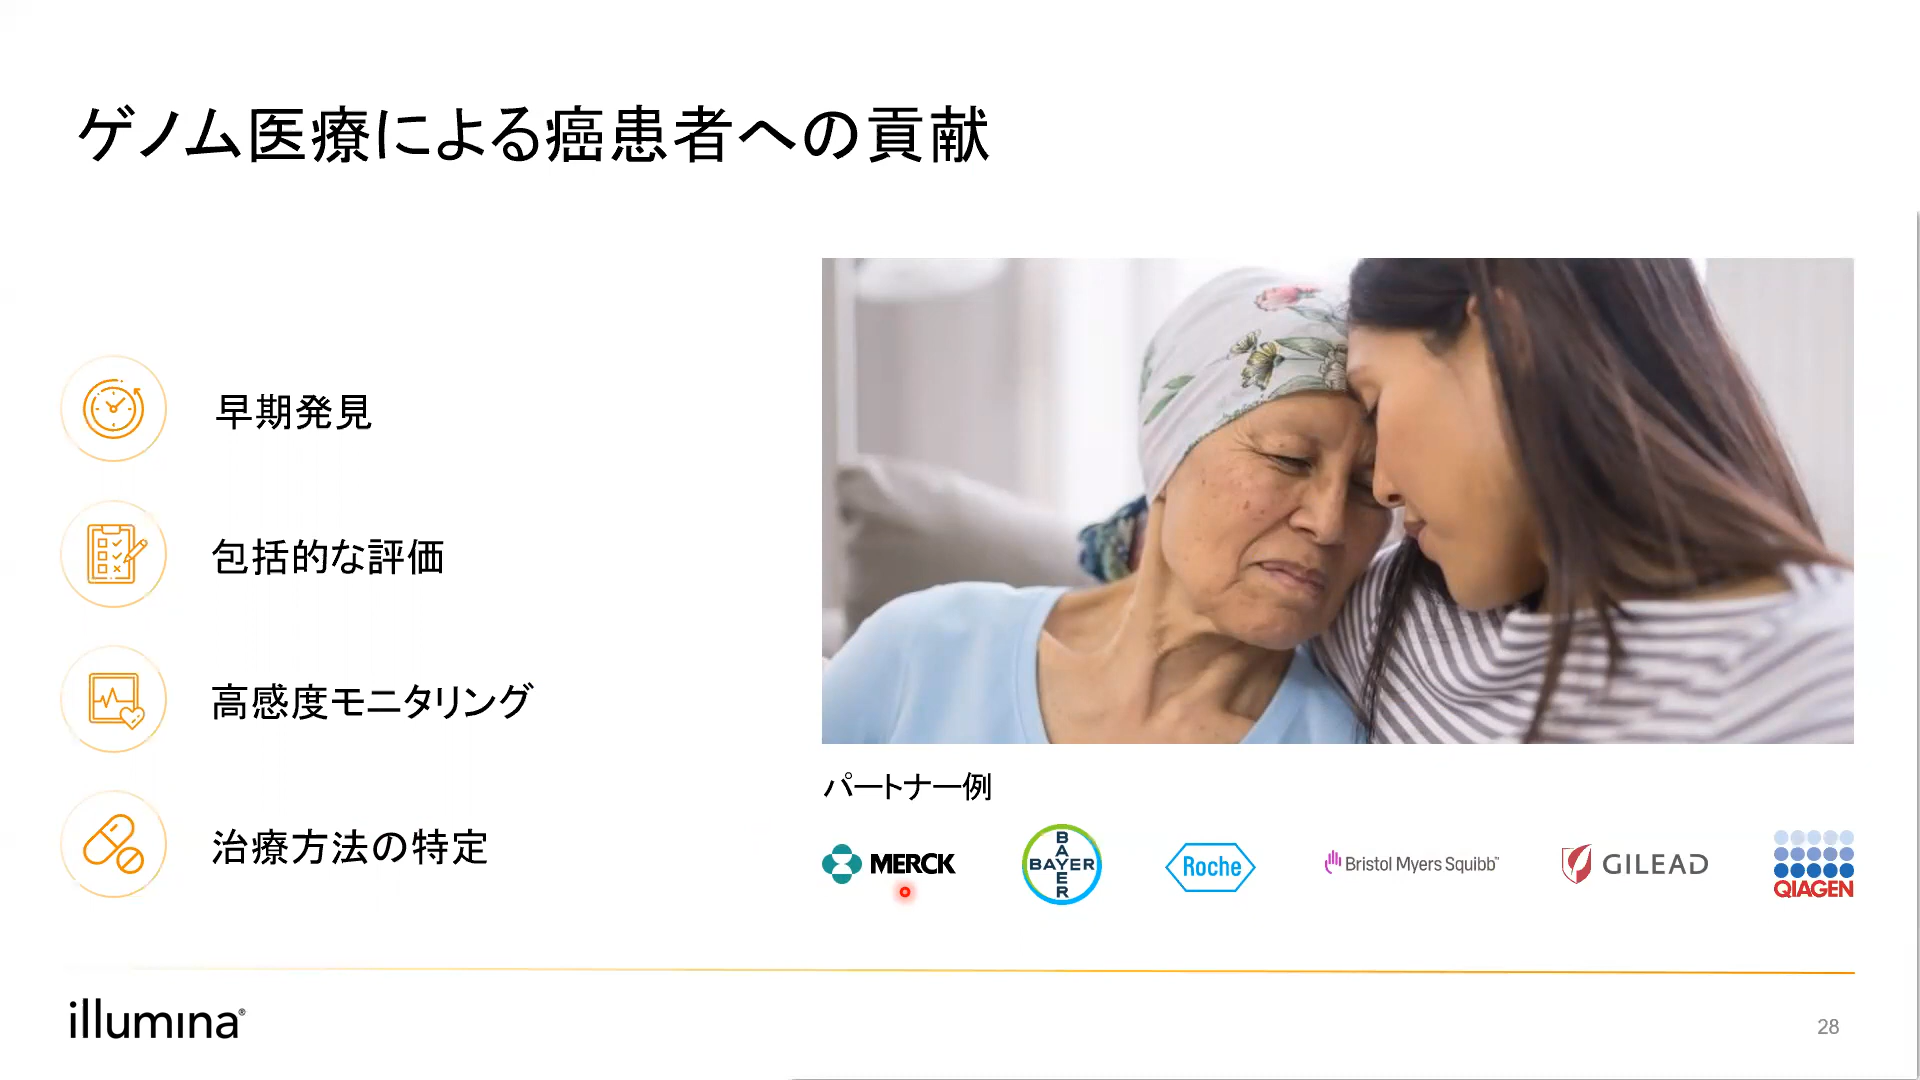 ゲノム医療による癌患者への貢献
早期発見
包括的な評価
高感度モニタリング
治療方法の特定
パートナー例
MERCK
BAYER
BAYER
Roche
Bristol Myers Squibb™
GILEAD
QIAGEN
illumina®
28